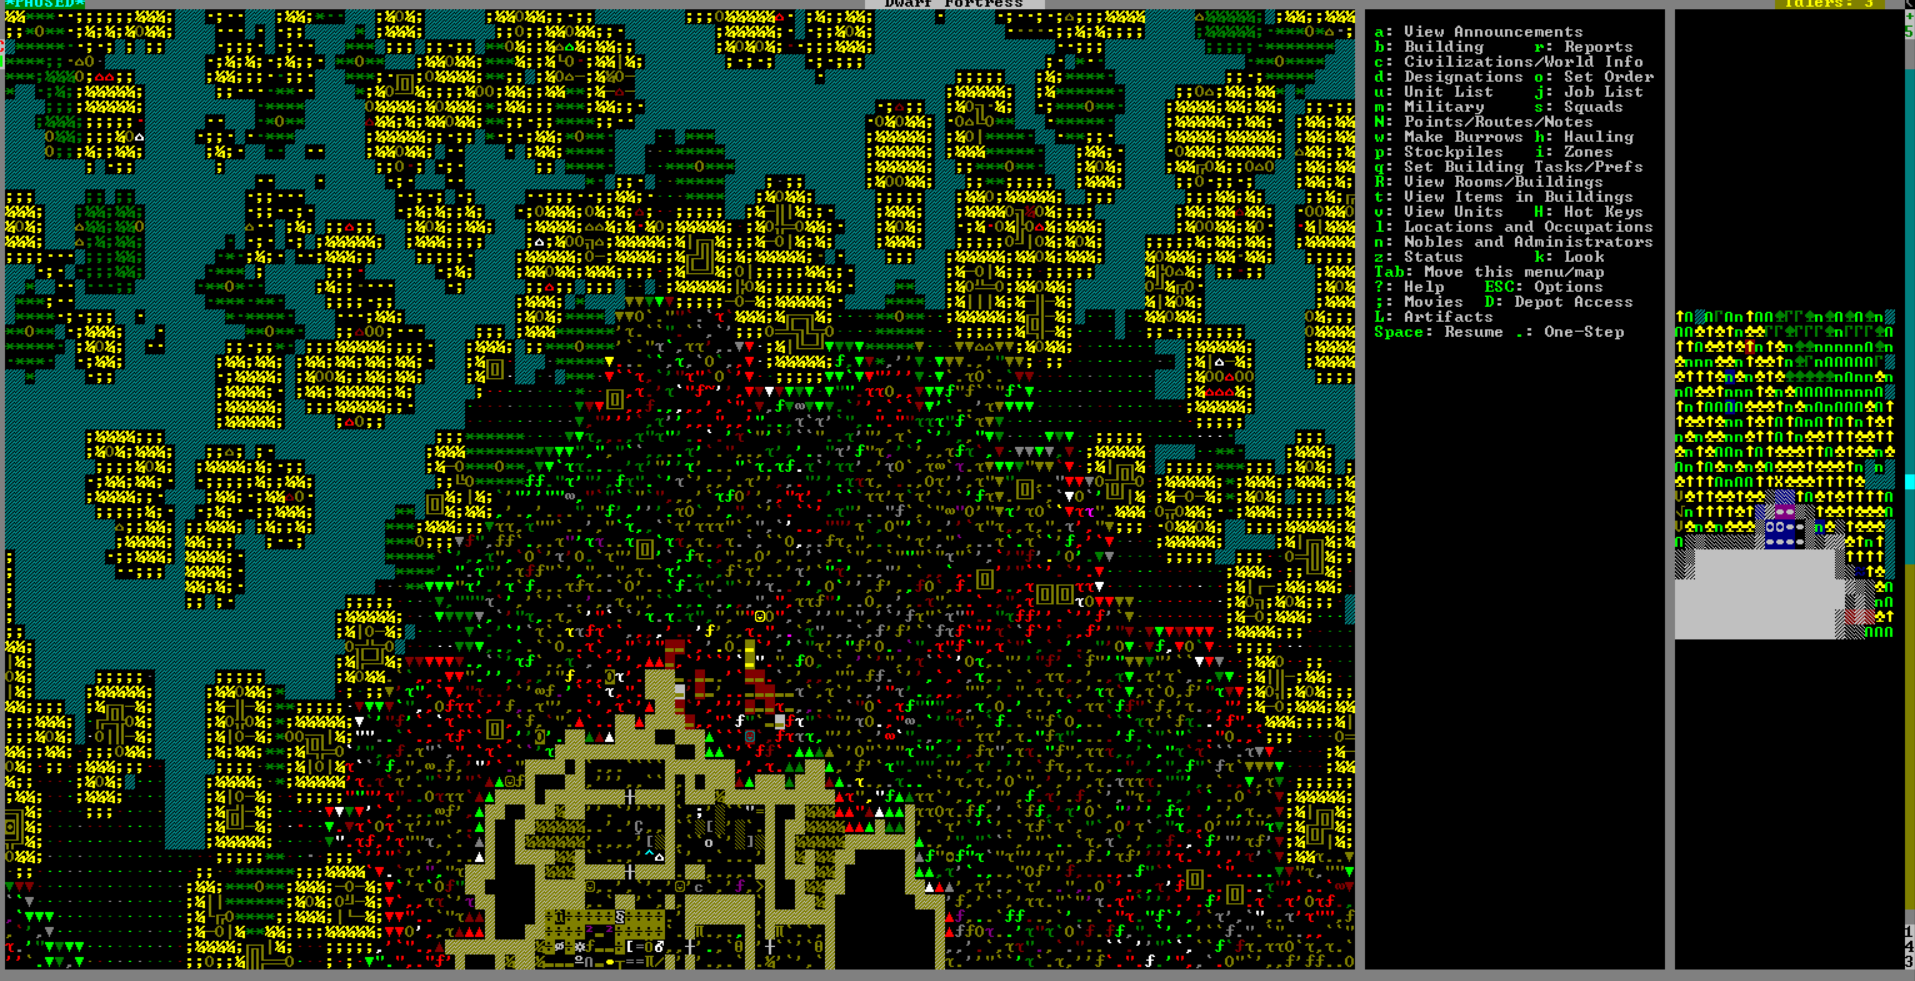 *PAUSED*
Dwarf Fortress
Idlers: 3
a: View Announcements
b: Building r: Reports
c: Civilizations/World Info
d: Designations o: Set Order
u: Unit List j: Job List
m: Military s: Squads
N: Points/Routes/Notes
w: Make Burrows h: Hauling
p: Stockpiles i: Zones
q: Set Building Tasks/Prefs
R: View Rooms/Buildings
t: View Items in Buildings
v: View Units H: Hot Keys
l: Locations and Occupations
n: Nobles and Administrators
z: Status k: Look
Tab: Move this menu/map
?: Help ESC: Options
;: Movies D: Depot Access
L: Artifacts
Space: Resume .: One-Step
+5
143